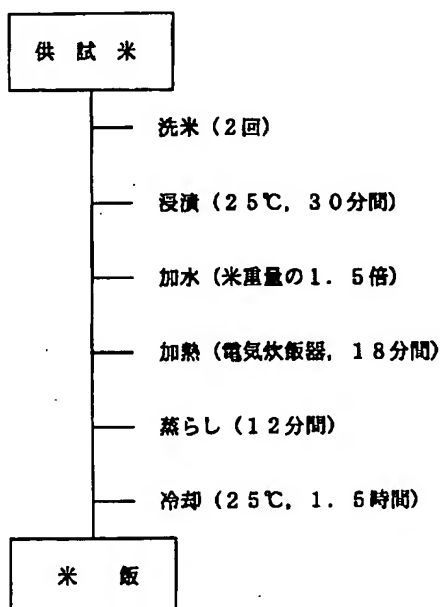 供試米
洗米（2回）
浸漬（25℃，30分間）
加水（米重量の1．5倍）
加熱（電気炊飯器，18分間）
蒸らし（12分間）
冷却（25℃，1．5時間）
米飯